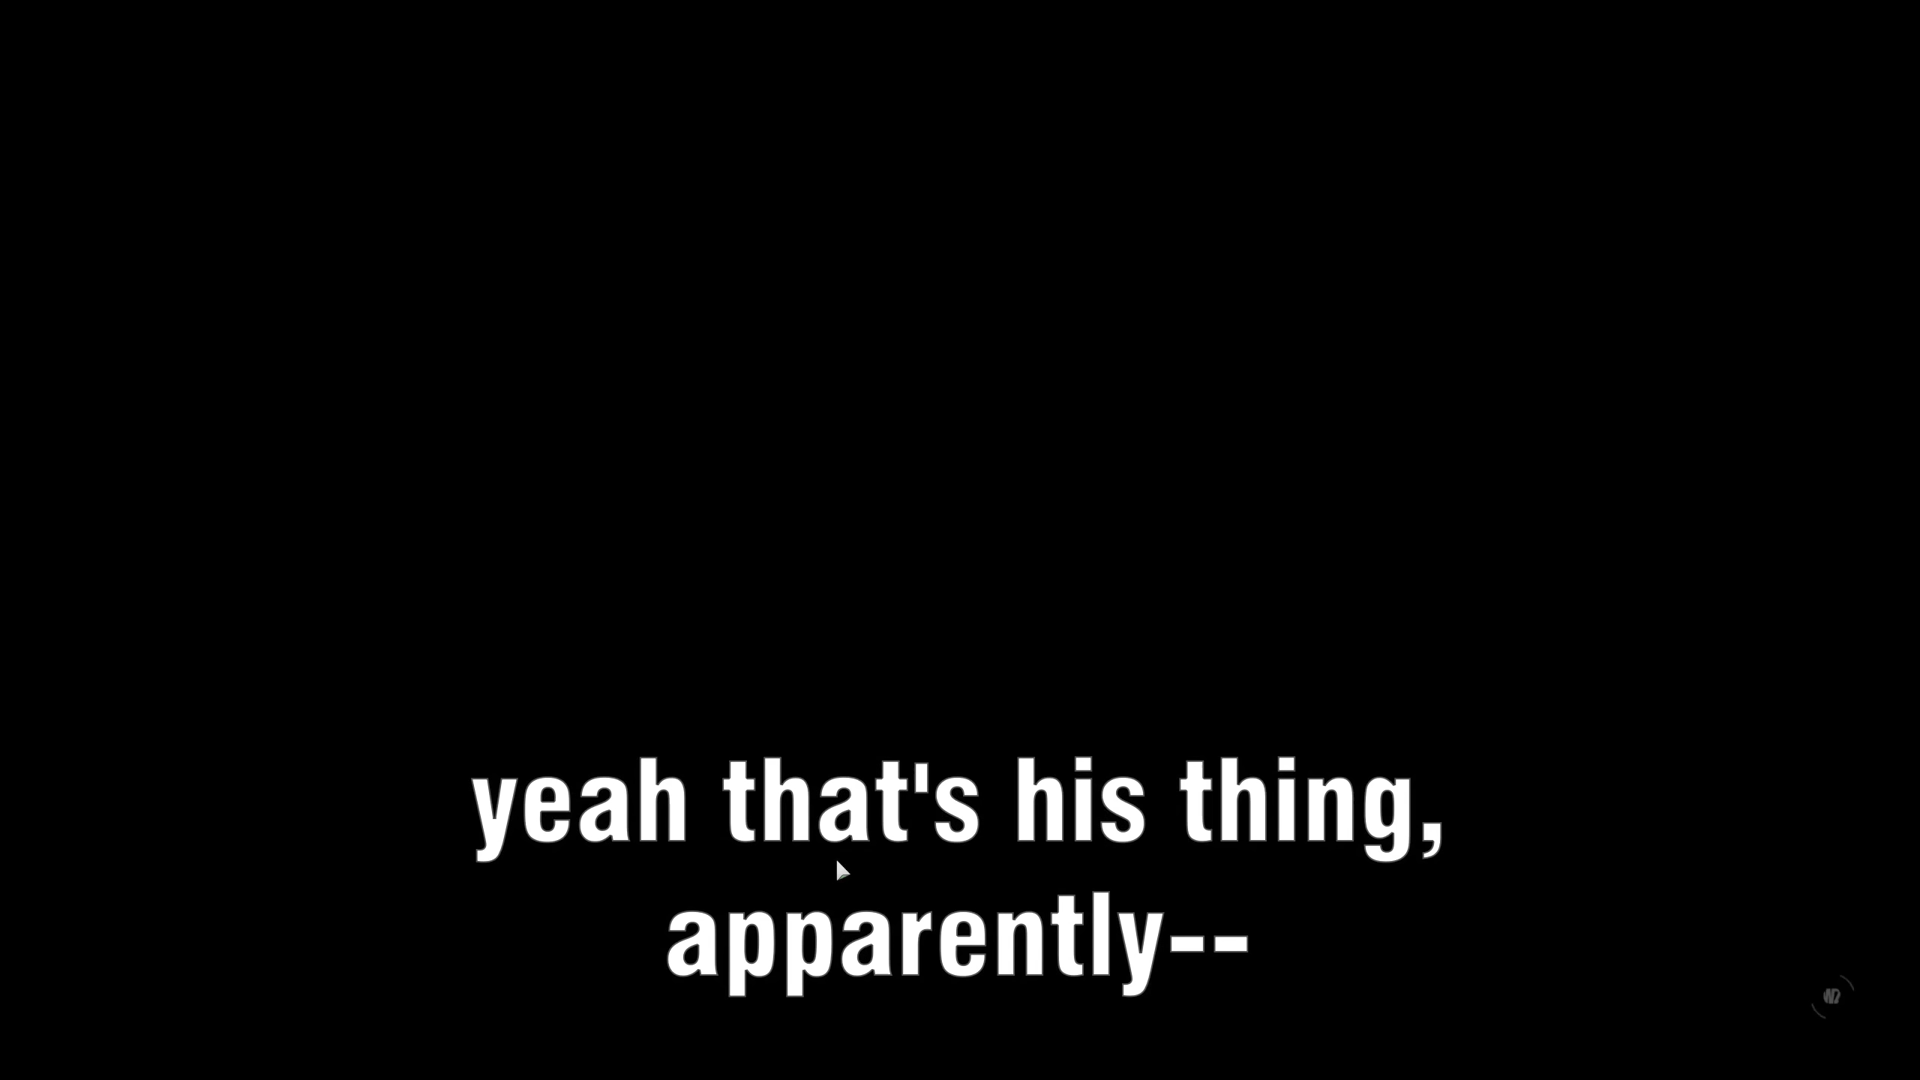 yeah that's his thing,
apparently--